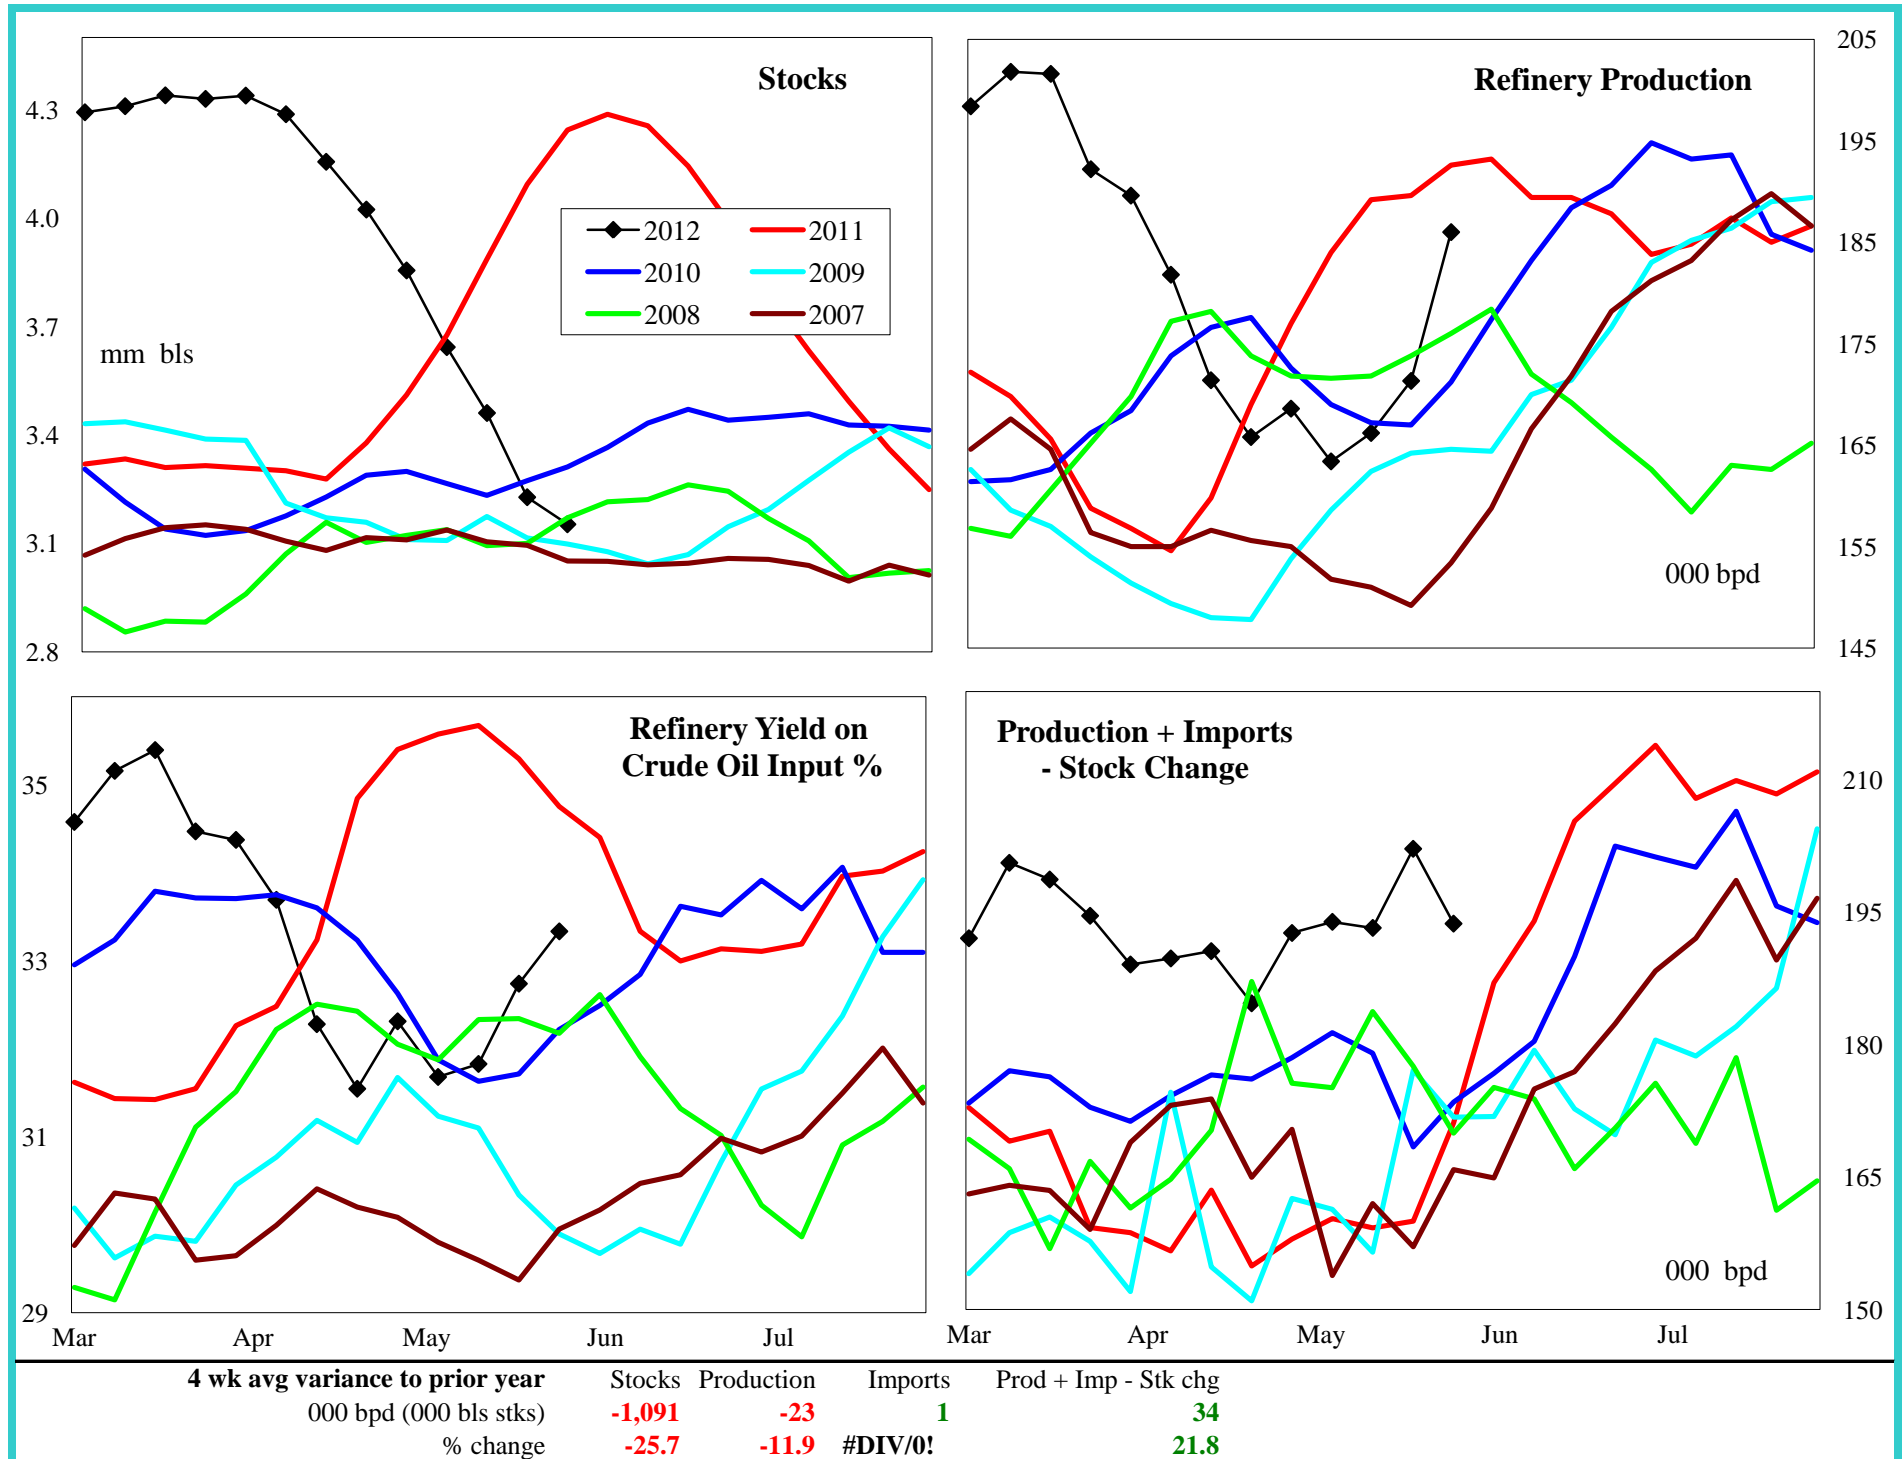 Stocks
4.3
4.0
3.7
3.4
3.1
2.8
mm bls
2012 2011
2010 2009
2008 2007
Refinery Production
205
195
185
175
165
155
145
000 bpd
Refinery Yield on
Crude Oil Input %
35
33
31
29
Mar Apr May Jun Jul
Production + Imports
- Stock Change
210
195
180
165
150
000 bpd
Mar Apr May Jun Jul
4 wk avg variance to prior year Stocks Production Imports Prod + Imp - Stk chg
000 bpd (000 bls stks) -1,091 -23 1 34
% change -25.7 -11.9 #DIV/0! 21.8